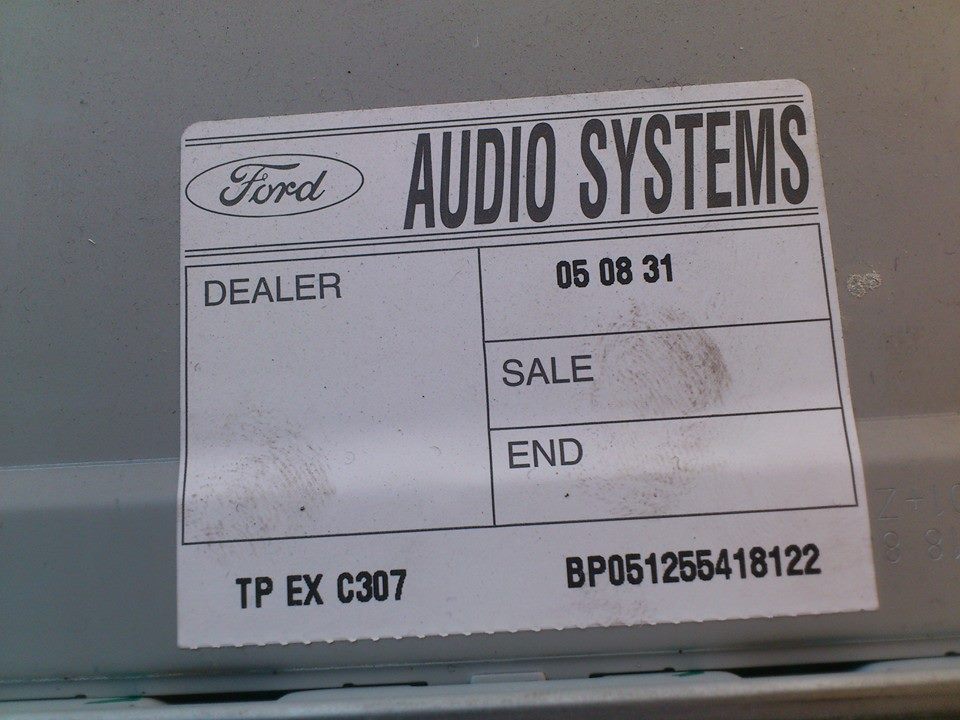 Ford AUDIO SYSTEMS
DEALER
05 08 31
SALE
END
TP EX C307
BP051255418122